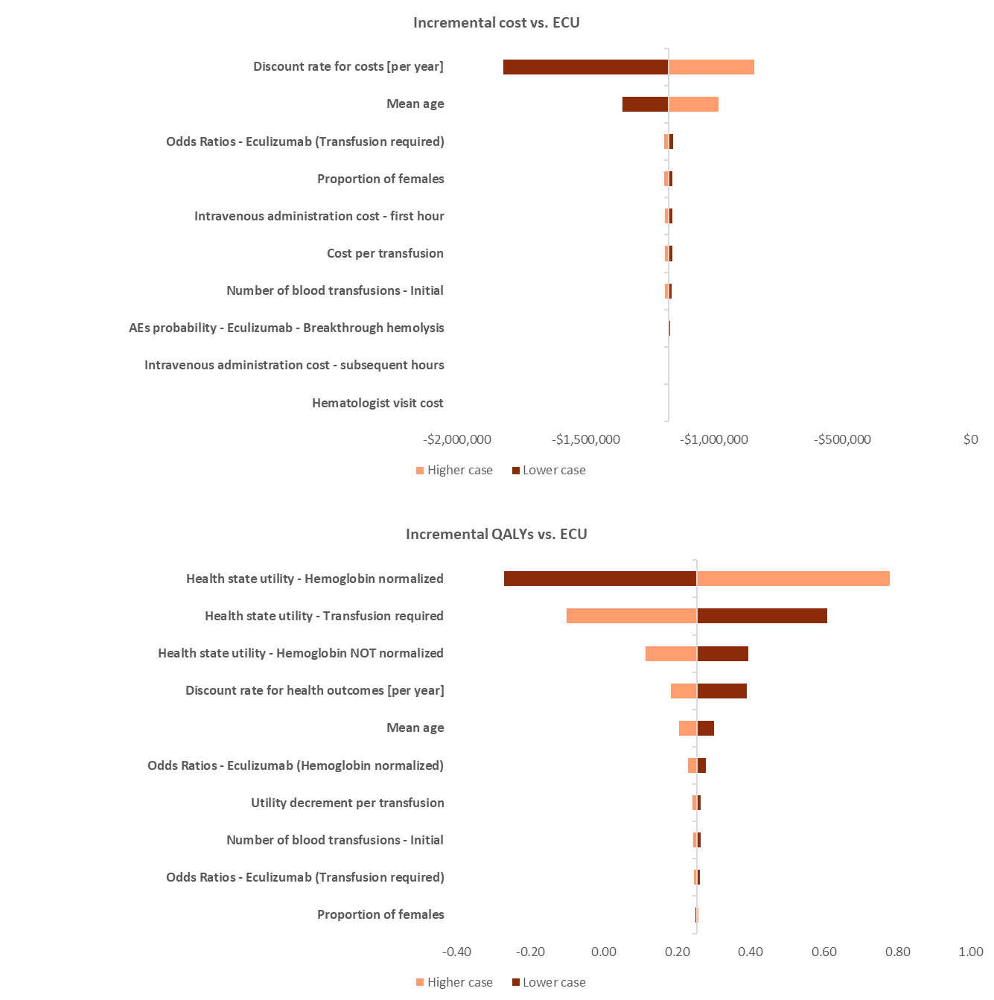 Incremental cost vs. ECU
Discount rate for costs [per year]
Mean age
Odds Ratios - Eculizumab (Transfusion required)
Proportion of females
Intravenous administration cost - first hour
Cost per transfusion
Number of blood transfusions - Initial
AEs probability - Eculizumab - Breakthrough hemolysis
Intravenous administration cost - subsequent hours
Hematologist visit cost
-$2,000,000 -$1,500,000 -$1,000,000 -$500,000 $0
Higher case Lower case
Incremental QALYs vs. ECU
Health state utility - Hemoglobin normalized
Health state utility - Transfusion required
Health state utility - Hemoglobin NOT normalized
Discount rate for health outcomes [per year]
Mean age
Odds Ratios - Eculizumab (Hemoglobin normalized)
Utility decrement per transfusion
Number of blood transfusions - Initial
Odds Ratios - Eculizumab (Transfusion required)
Proportion of females
-0.40 -0.20 0.00 0.20 0.40 0.60 0.80 1.00
Higher case Lower case